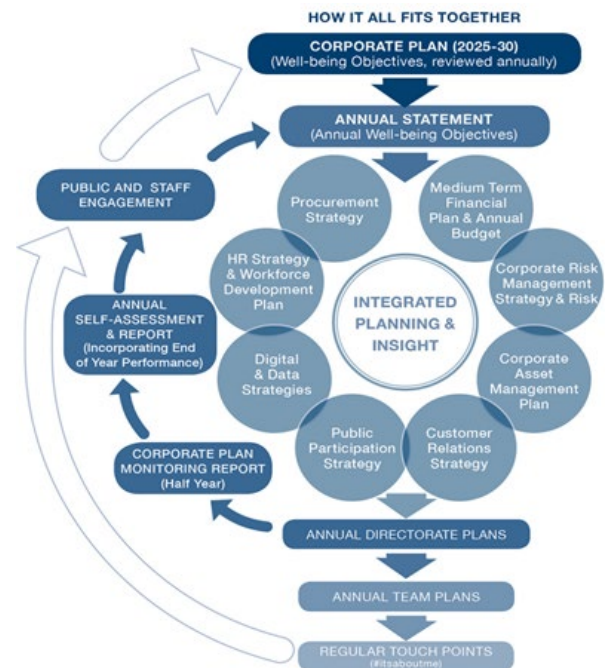 HOW IT ALL FITS TOGETHER
CORPORATE PLAN (2025-30)
(Well-being Objectives, reviewed annually)
ANNUAL STATEMENT
(Annual Well-being Objectives)
PUBLIC AND STAFF
ENGAGEMENT
Procurement
Strategy
Medium Term
Financial
Plan & Annual
Budget
HR Strategy
& Workforce
Development
Plan
Corporate Risk
Management
Strategy & Risk
INTEGRATED
PLANNING &
INSIGHT
ANNUAL
SELF-ASSESSMENT
& REPORT
(Incorporating End
of Year Performance)
Digital
& Data
Strategies
Corporate
Asset
Management
Plan
Public
Participation
Strategy
Customer
Relations
Strategy
CORPORATE PLAN
MONITORING REPORT
(Half Year)
ANNUAL DIRECTORATE PLANS
ANNUAL TEAM PLANS
REGULAR TOUCH POINTS
(#itsaboutme)